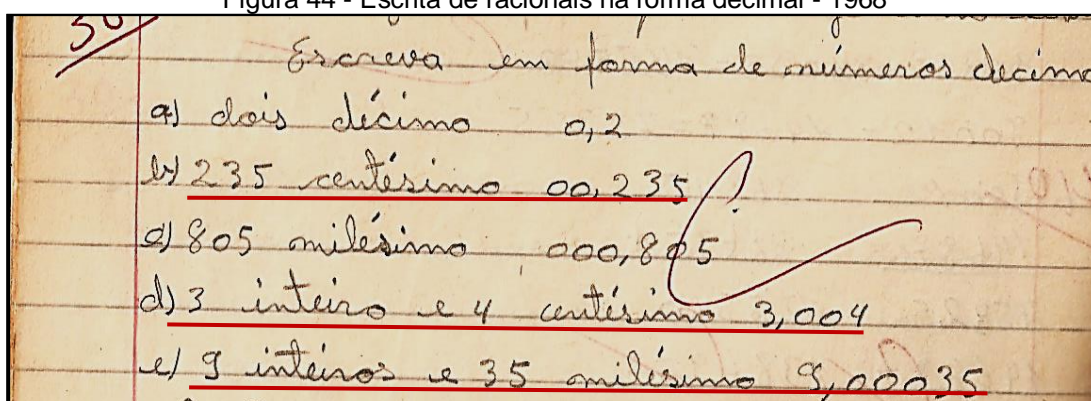 Figura 44 - Escrita de racionais na forma decimal - 1968
50
Escreva em forma de números decima
a) dois décimo 0,2
b) 235 centésimo 00,235
c) 805 milésimo 000,805
d) 3 inteiro e 4 centésimo 3,004
e) 9 inteiros e 35 milésimo 9,00035